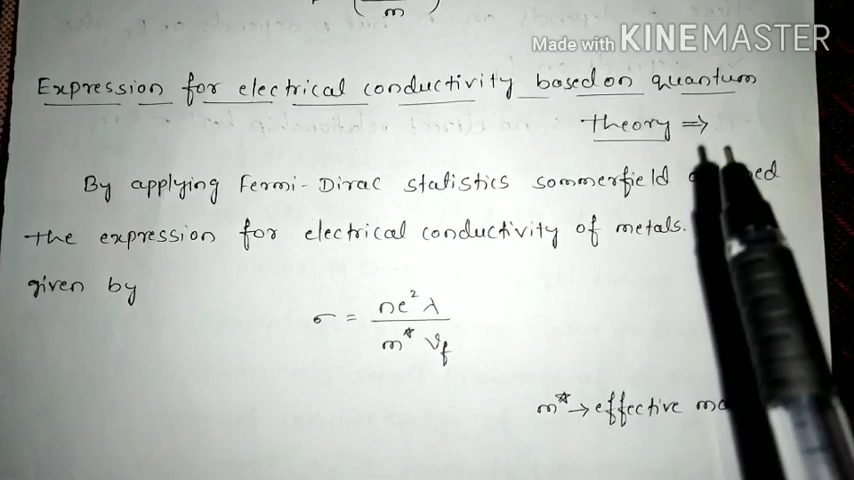 m
Made with KINEMASTER
Expression for electrical conductivity based on quantum
theory ⇒
By applying Fermi-Dirac statistics sommerfield
the expression for electrical conductivity of metals.
given by
σ = ne²λ / m* v_f
m* → effective